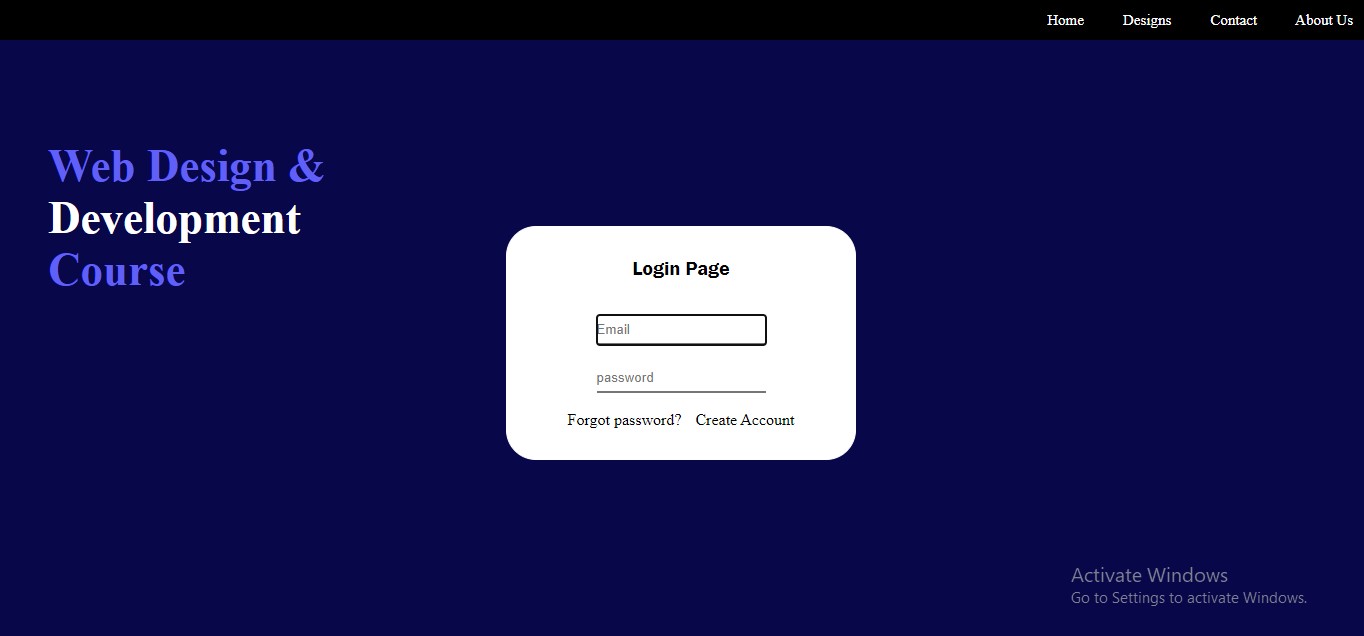 Home Designs Contact About Us
Web Design &
Development
Course
Login Page
Email
password
Forgot password? Create Account
Activate Windows
Go to Settings to activate Windows.